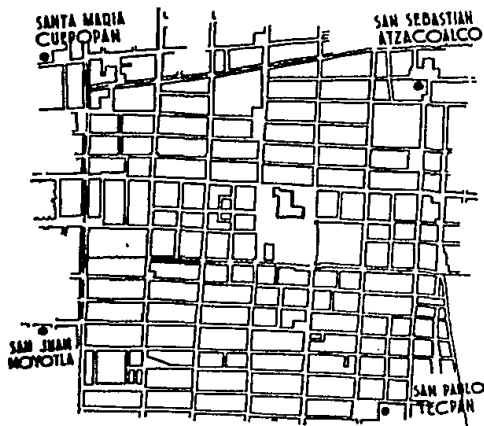 SANTA MARIA
CUEPOPAN
SAN SEBASTIAN
ATZACOALCO
SAN JUAN
MOYOTLA
SAN PABLO
TECPAN